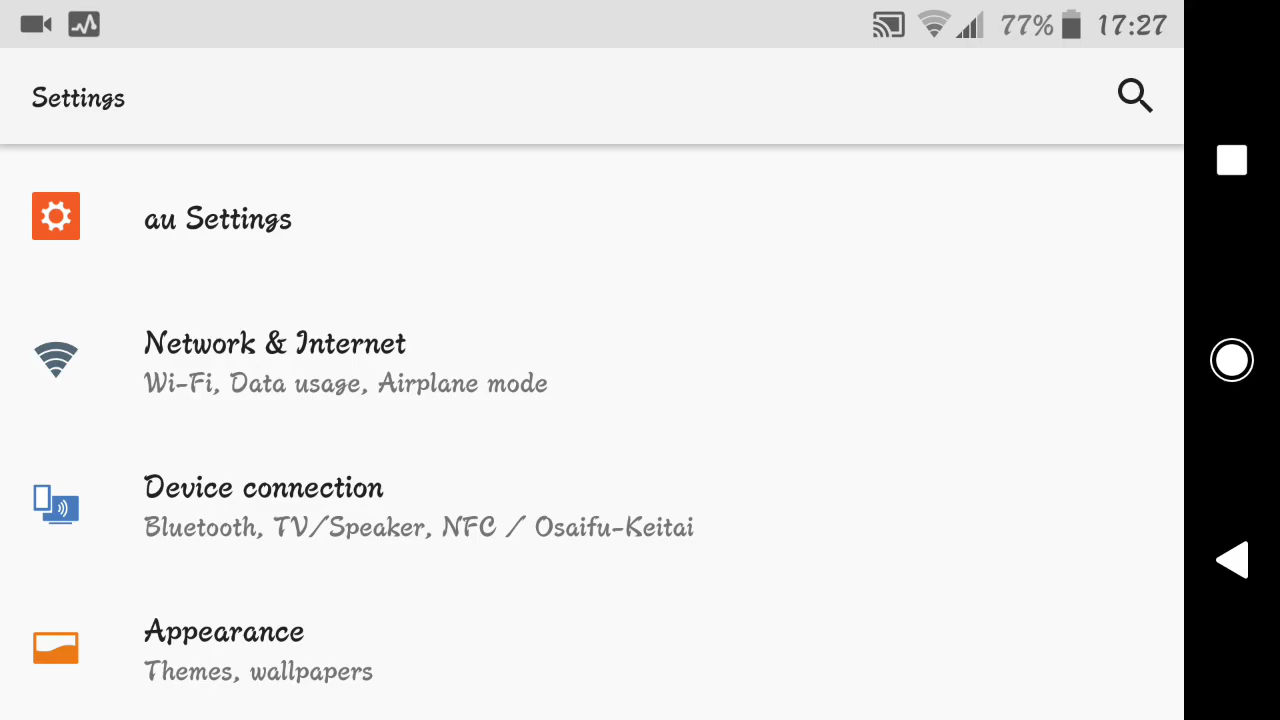 77% 17:27
Settings
au Settings
Network & Internet
Wi-Fi, Data usage, Airplane mode
Device connection
Bluetooth, TV/Speaker, NFC / Osaifu-Keitai
Appearance
Themes, wallpapers